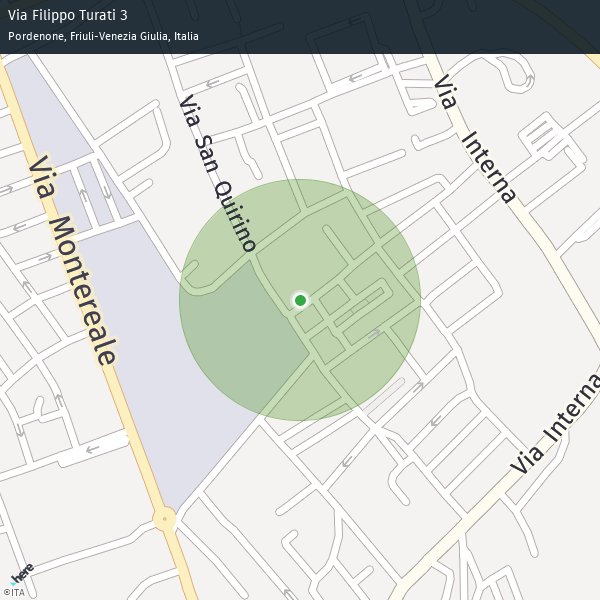 Via Filippo Turati 3
Pordenone, Friuli-Venezia Giulia, Italia
Via San Quirino
Via Interna
Via Montereale
Via Interna
here
©ITA